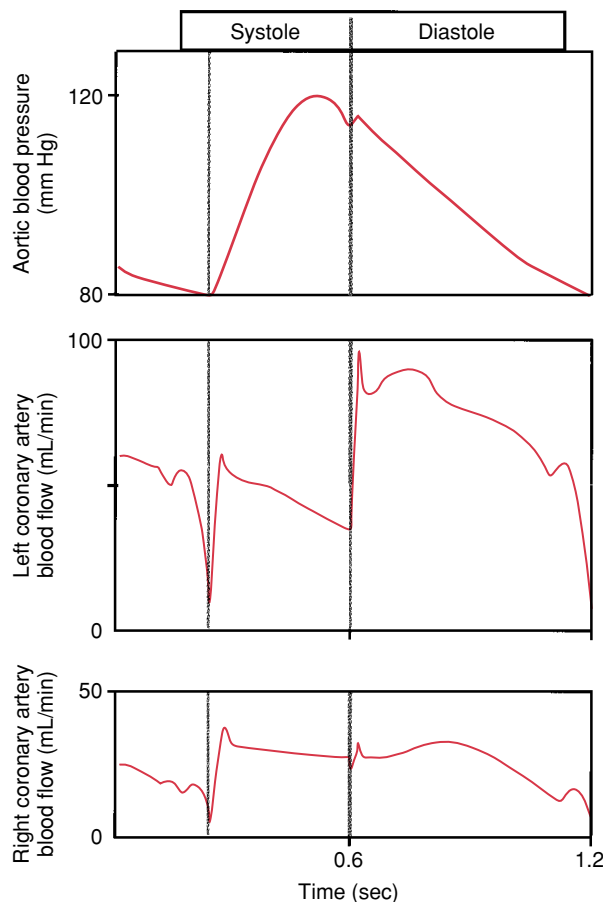 Systole
Diastole
Aortic blood pressure
(mm Hg)
120
80
Left coronary artery
blood flow (mL/min)
100
0
Right coronary artery
blood flow (mL/min)
50
0
0.6
1.2
Time (sec)